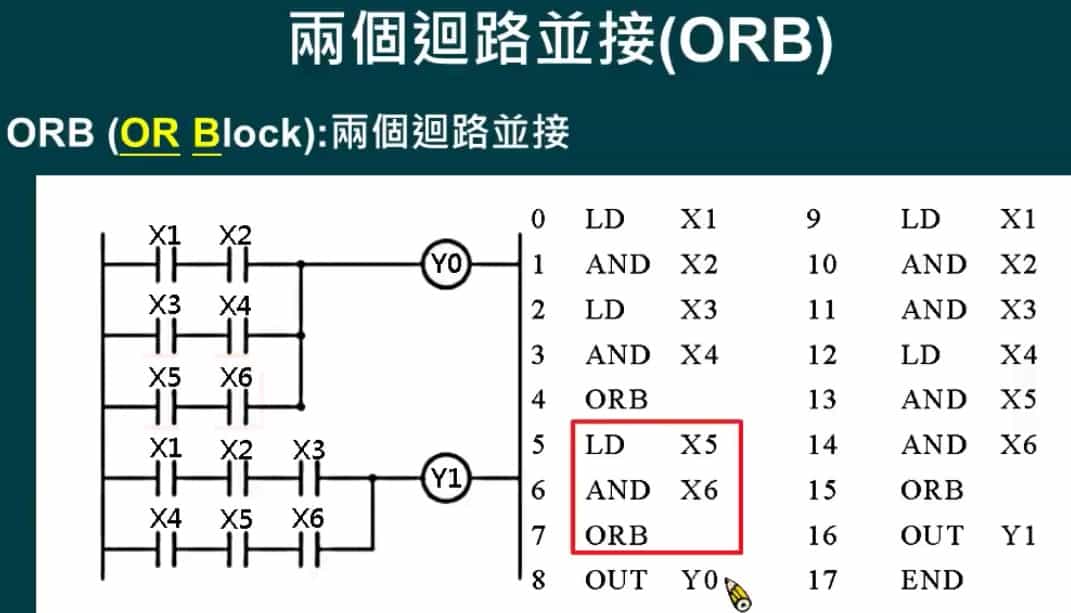 兩個迴路並接(ORB)
ORB (OR Block):兩個迴路並接
X1 X2
Y0
X3 X4
X5 X6
X1 X2 X3
Y1
X4 X5 X6
0 LD X1
1 AND X2
2 LD X3
3 AND X4
4 ORB
5 LD X5
6 AND X6
7 ORB
8 OUT Y0
9 LD X1
10 AND X2
11 AND X3
12 LD X4
13 AND X5
14 AND X6
15 ORB
16 OUT Y1
17 END